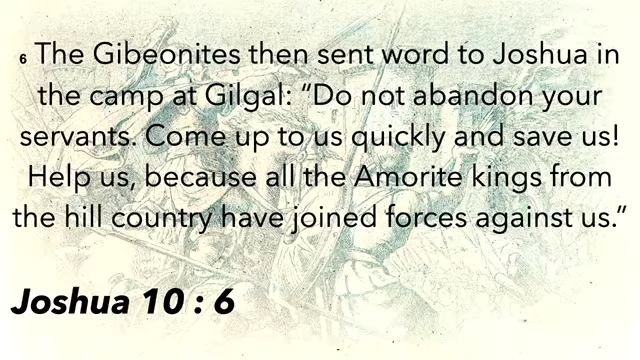 6 The Gibeonites then sent word to Joshua in
the camp at Gilgal: “Do not abandon your
servants. Come up to us quickly and save us!
Help us, because all the Amorite kings from
the hill country have joined forces against us.”
Joshua 10 : 6